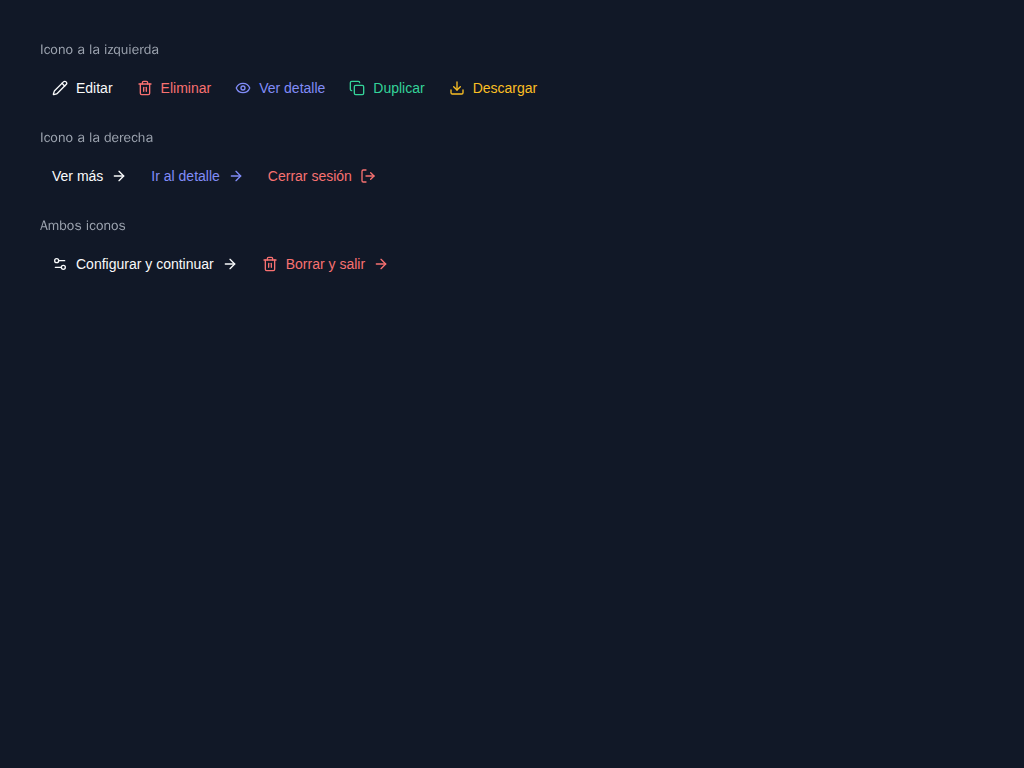 Icono a la izquierda
Editar Eliminar Ver detalle Duplicar Descargar
Icono a la derecha
Ver más Ir al detalle Cerrar sesión
Ambos iconos
Configurar y continuar Borrar y salir